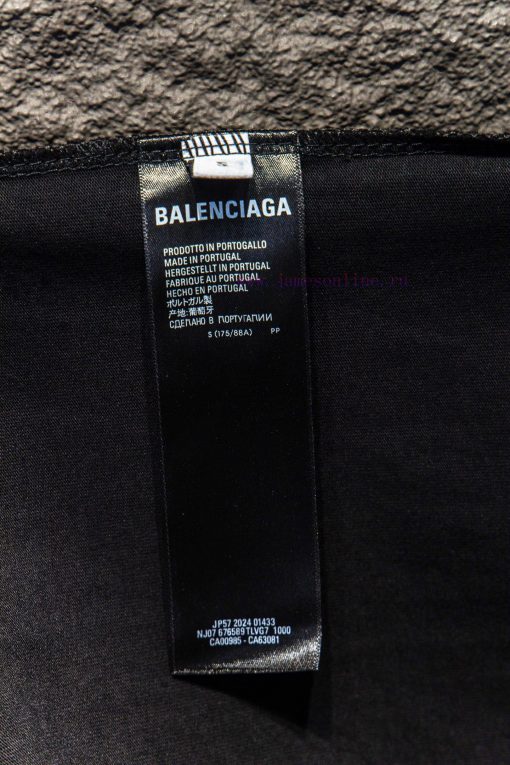 BALENCIAGA
PRODOTTO IN PORTOGALLO
MADE IN PORTUGAL
HERGESTELLT IN PORTUGAL
FABRIQUE AU PORTUGAL
HECHO EN PORTUGAL
ポルトガル製
产地:葡萄牙
СДЕЛАНО В ПОРТУГАЛИИ
S (175/88A) PP
JP57 2024 01433
NJ07 676589 TLVG7 1000
CA00985 - CA63081